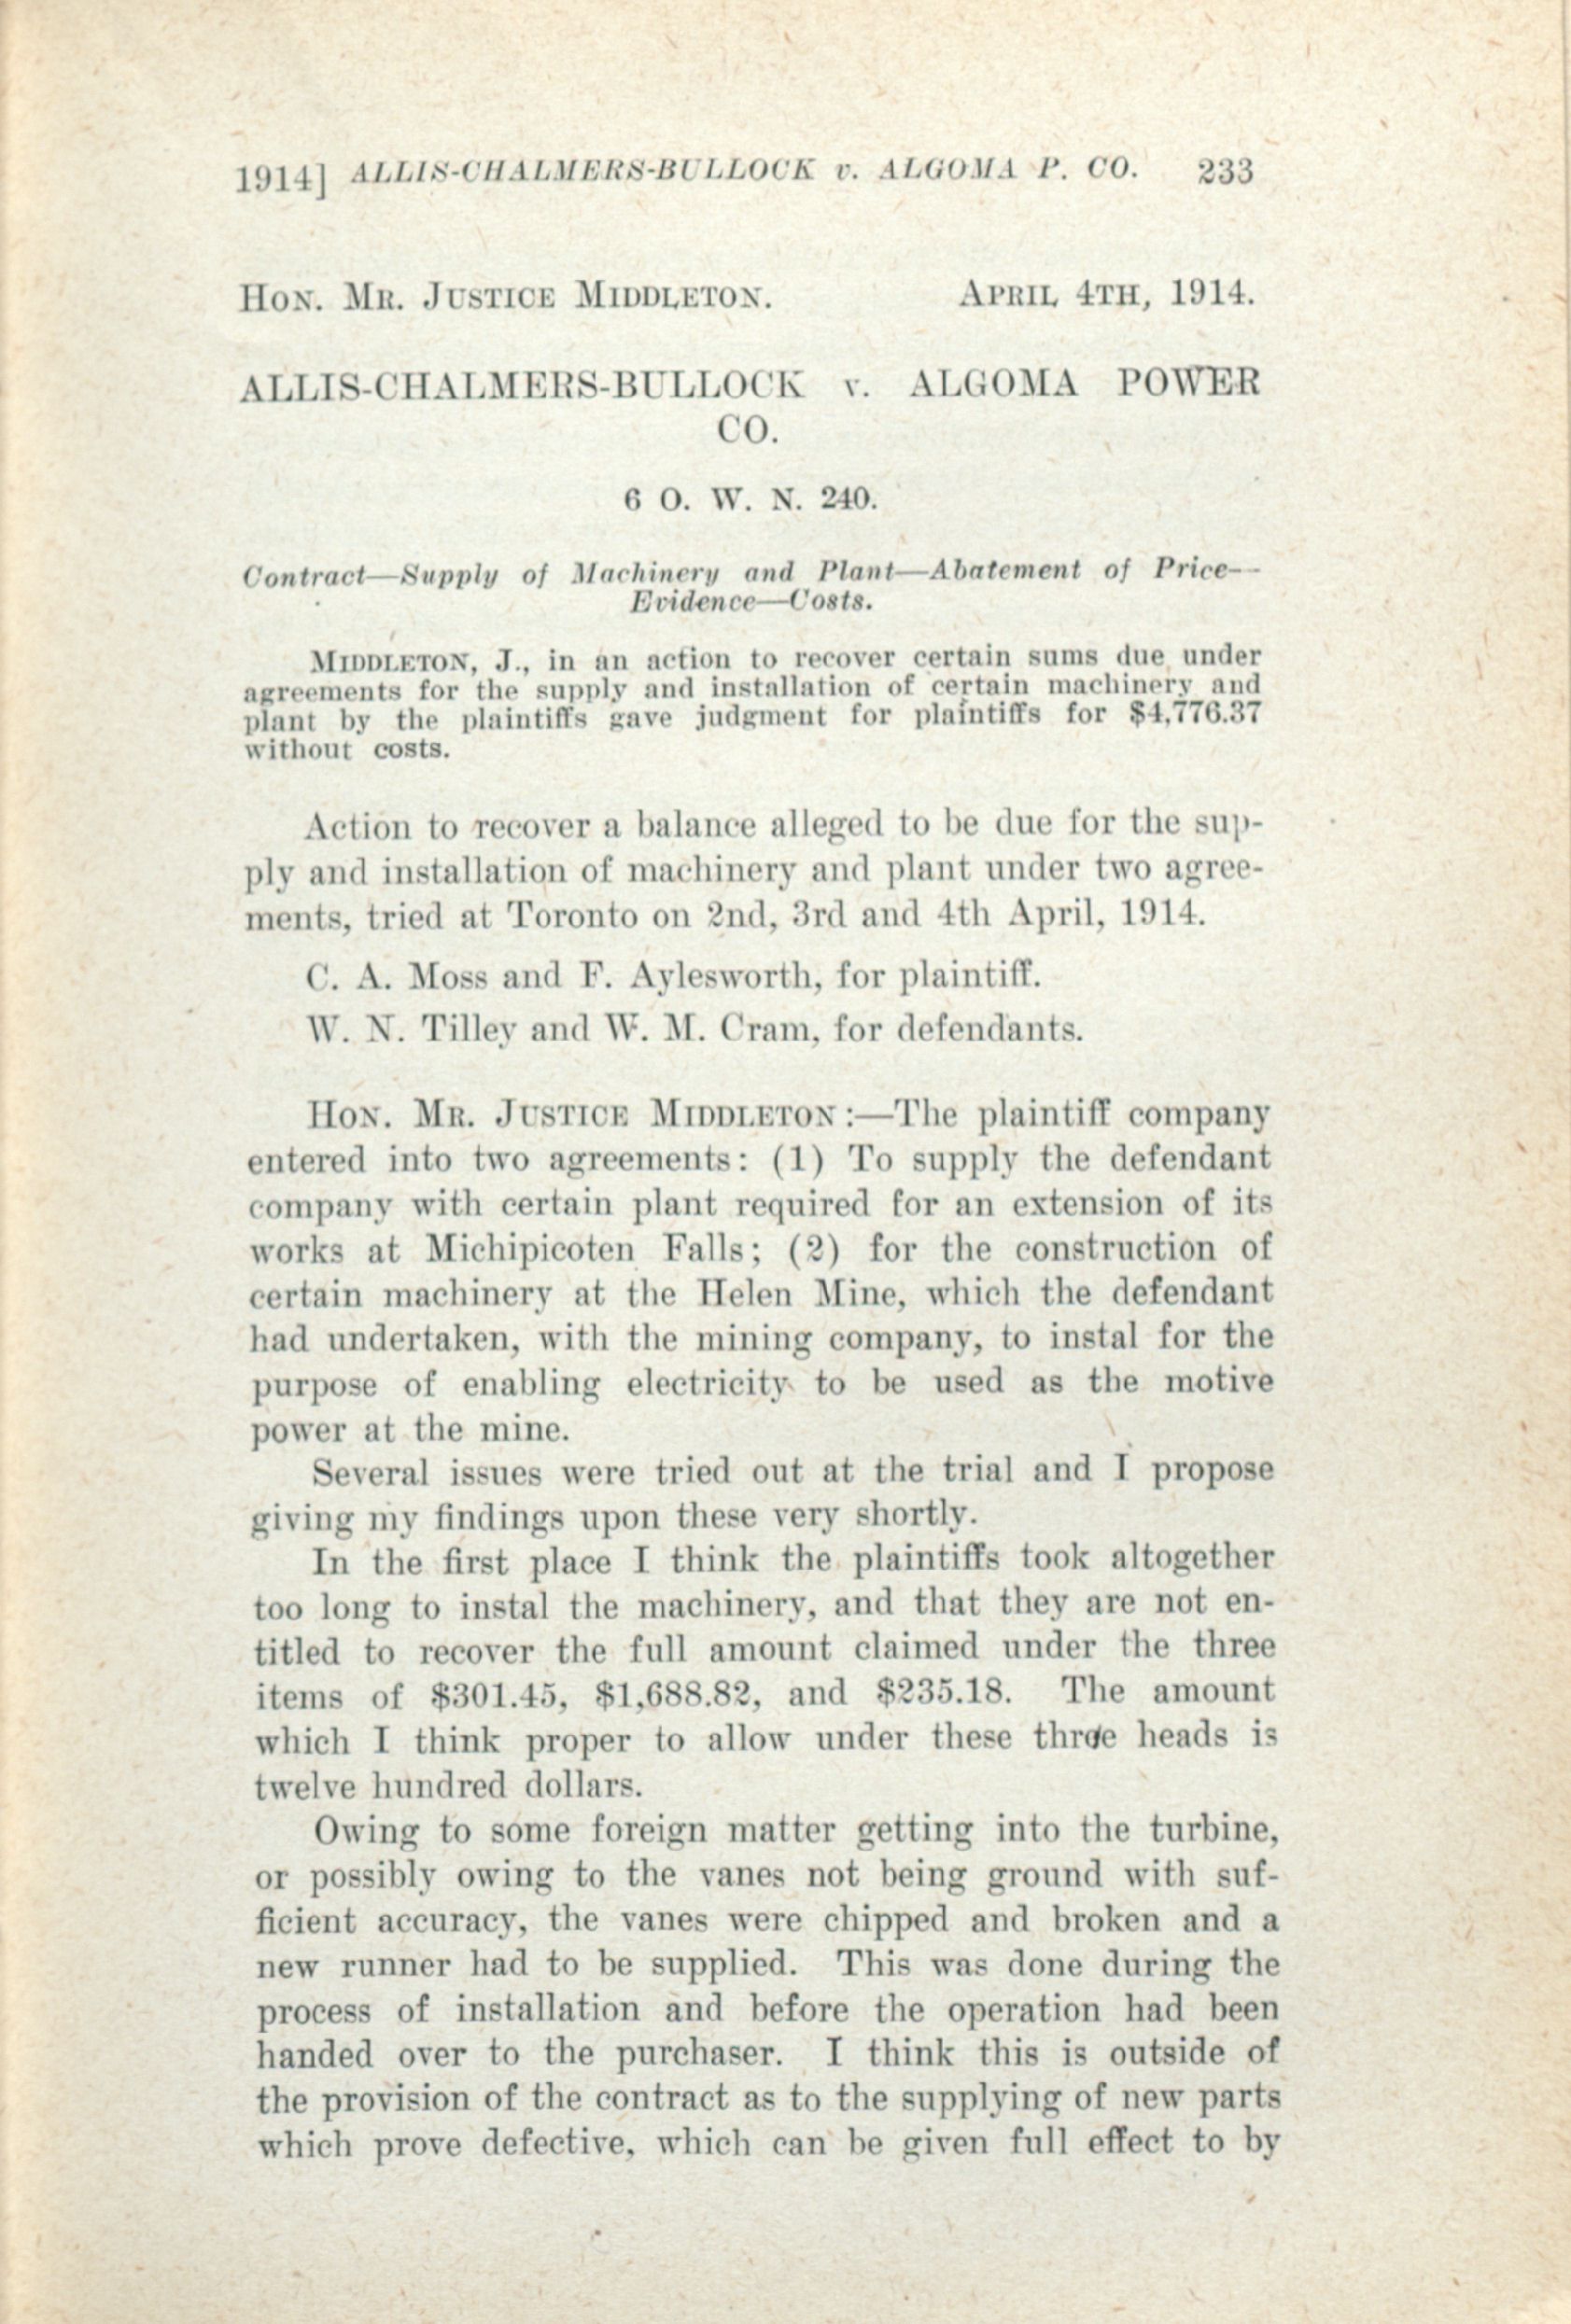 1914] ALLIS-CHALMERS-BULLOCK v. ALGOMA P. CO. 233
HON. MR. JUSTICE MIDDLETON. APRIL 4TH, 1914.
ALLIS-CHALMERS-BULLOCK v. ALGOMA POWER
CO.
6 O. W. N. 240.
Contract—Supply of Machinery and Plant—Abatement of Price—
Evidence—Costs.
MIDDLETON, J., in an action to recover certain sums due under
agreements for the supply and installation of certain machinery and
plant by the plaintiffs gave judgment for plaintiffs for $4,776.37
without costs.
Action to recover a balance alleged to be due for the sup-
ply and installation of machinery and plant under two agree-
ments, tried at Toronto on 2nd, 3rd and 4th April, 1914.
C. A. Moss and F. Aylesworth, for plaintiff.
W. N. Tilley and W. M. Cram, for defendants.
HON. MR. JUSTICE MIDDLETON:—The plaintiff company
entered into two agreements: (1) To supply the defendant
company with certain plant required for an extension of its
works at Michipicoten Falls; (2) for the construction of
certain machinery at the Helen Mine, which the defendant
had undertaken, with the mining company, to instal for the
purpose of enabling electricity to be used as the motive
power at the mine.
Several issues were tried out at the trial and I propose
giving my findings upon these very shortly.
In the first place I think the plaintiffs took altogether
too long to instal the machinery, and that they are not en-
titled to recover the full amount claimed under the three
items of $301.45, $1,688.82, and $235.18. The amount
which I think proper to allow under these three heads is
twelve hundred dollars.
Owing to some foreign matter getting into the turbine,
or possibly owing to the vanes not being ground with suf-
ficient accuracy, the vanes were chipped and broken and a
new runner had to be supplied. This was done during the
process of installation and before the operation had been
handed over to the purchaser. I think this is outside of
the provision of the contract as to the supplying of new parts
which prove defective, which can be given full effect to by